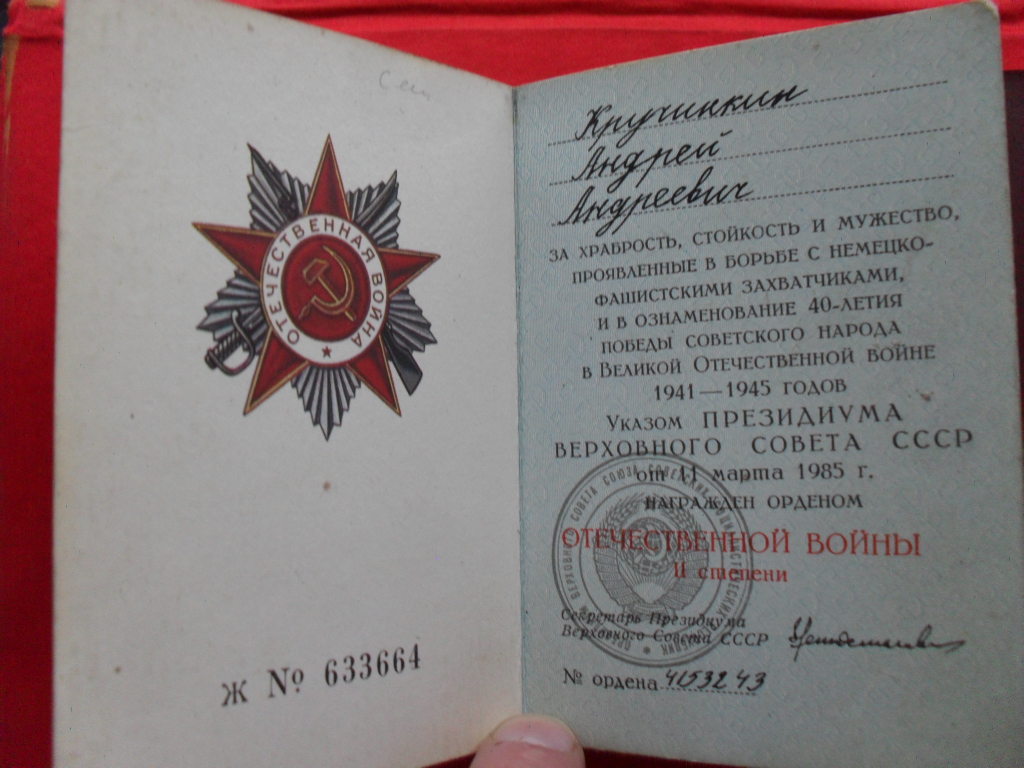 ОТЕЧЕСТВЕННАЯ ВОЙНА
Ж № 633664
Кручинкин
Андрей
Андреевич
ЗА ХРАБРОСТЬ, СТОЙКОСТЬ И МУЖЕСТВО,
ПРОЯВЛЕННЫЕ В БОРЬБЕ С НЕМЕЦКО-
ФАШИСТСКИМИ ЗАХВАТЧИКАМИ,
И В ОЗНАМЕНОВАНИЕ 40-ЛЕТИЯ
ПОБЕДЫ СОВЕТСКОГО НАРОДА
В ВЕЛИКОЙ ОТЕЧЕСТВЕННОЙ ВОЙНЕ
1941—1945 ГОДОВ
УКАЗОМ ПРЕЗИДИУМА
ВЕРХОВНОГО СОВЕТА СССР
от 11 марта 1985 г.
НАГРАЖДЕН ОРДЕНОМ
ОТЕЧЕСТВЕННОЙ ВОЙНЫ
II степени
Секретарь Президиума
Верховного Совета СССР
№ ордена 4153243